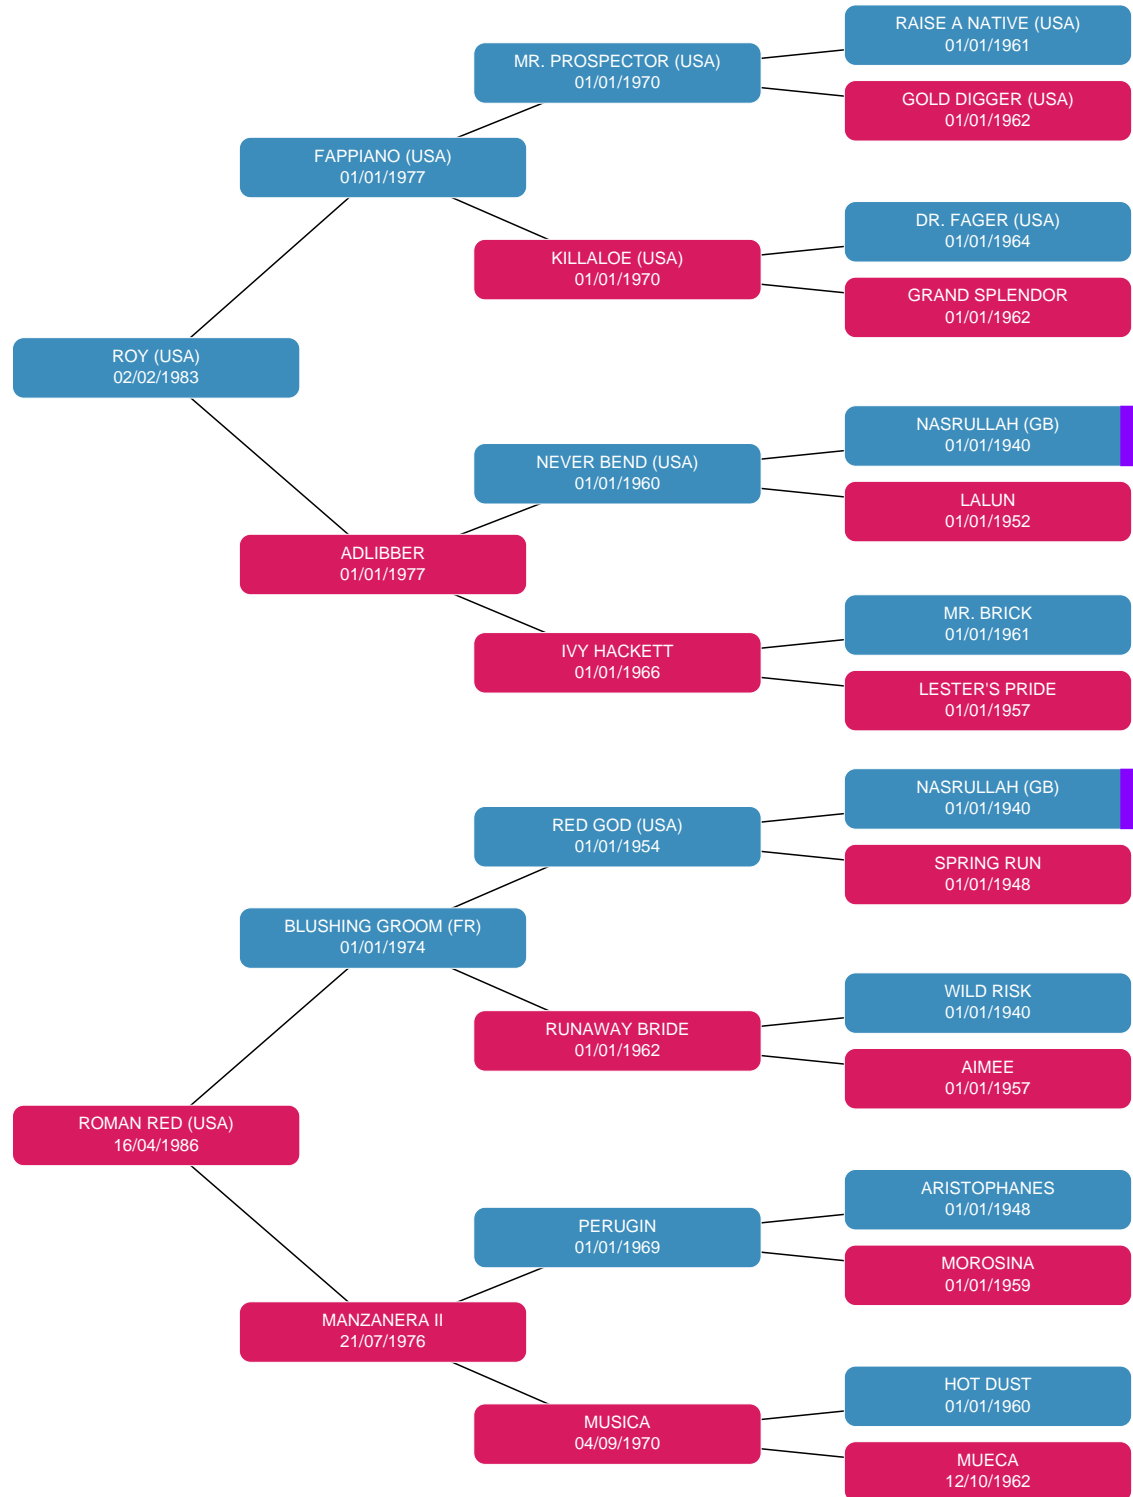 RAISE A NATIVE (USA)
01/01/1961
MR. PROSPECTOR (USA)
01/01/1970
GOLD DIGGER (USA)
01/01/1962
FAPPIANO (USA)
01/01/1977
DR. FAGER (USA)
01/01/1964
KILLALOE (USA)
01/01/1970
GRAND SPLENDOR
01/01/1962
ROY (USA)
02/02/1983
NASRULLAH (GB)
01/01/1940
NEVER BEND (USA)
01/01/1960
LALUN
01/01/1952
ADLIBBER
01/01/1977
MR. BRICK
01/01/1961
IVY HACKETT
01/01/1966
LESTER'S PRIDE
01/01/1957
NASRULLAH (GB)
01/01/1940
RED GOD (USA)
01/01/1954
SPRING RUN
01/01/1948
BLUSHING GROOM (FR)
01/01/1974
WILD RISK
01/01/1940
RUNAWAY BRIDE
01/01/1962
AIMEE
01/01/1957
ROMAN RED (USA)
16/04/1986
ARISTOPHANES
01/01/1948
PERUGIN
01/01/1969
MOROSINA
01/01/1959
MANZANERA II
21/07/1976
HOT DUST
01/01/1960
MUSICA
04/09/1970
MUECA
12/10/1962